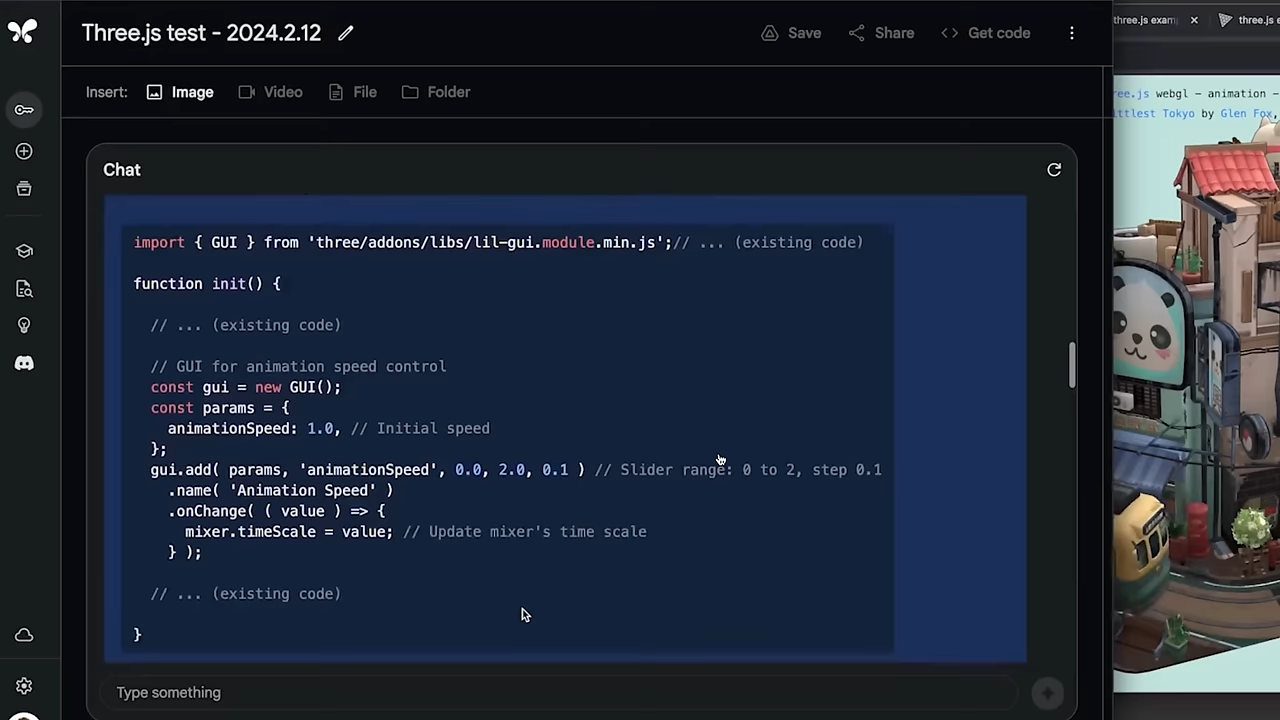 Three.js test - 2024.2.12
Save
Share
Get code
Insert:
Image
Video
File
Folder
Chat
import { GUI } from 'three/addons/libs/lil-gui.module.min.js';// ... (existing code)
function init() {
// ... (existing code)
// GUI for animation speed control
const gui = new GUI();
const params = {
animationSpeed: 1.0, // Initial speed
};
gui.add( params, 'animationSpeed', 0.0, 2.0, 0.1 ) // Slider range: 0 to 2, step 0.1
.name( 'Animation Speed' )
.onChange( ( value ) => {
mixer.timeScale = value; // Update mixer's time scale
} );
// ... (existing code)
}
Type something
three.js exam
three.js e
ree.js webgl - animation -
ittlest Tokyo by Glen Fox,